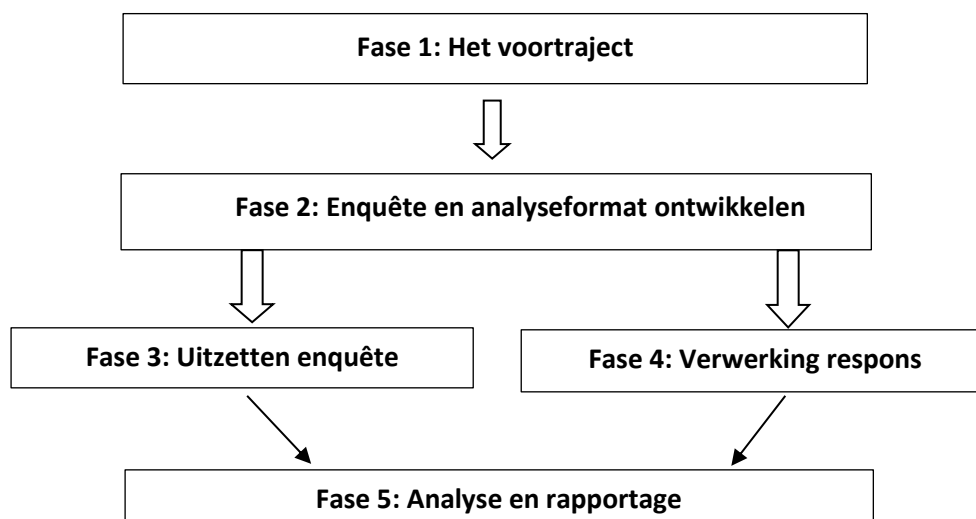 Fase 1: Het voortraject
Fase 2: Enquête en analyseformat ontwikkelen
Fase 3: Uitzetten enquête
Fase 4: Verwerking respons
Fase 5: Analyse en rapportage